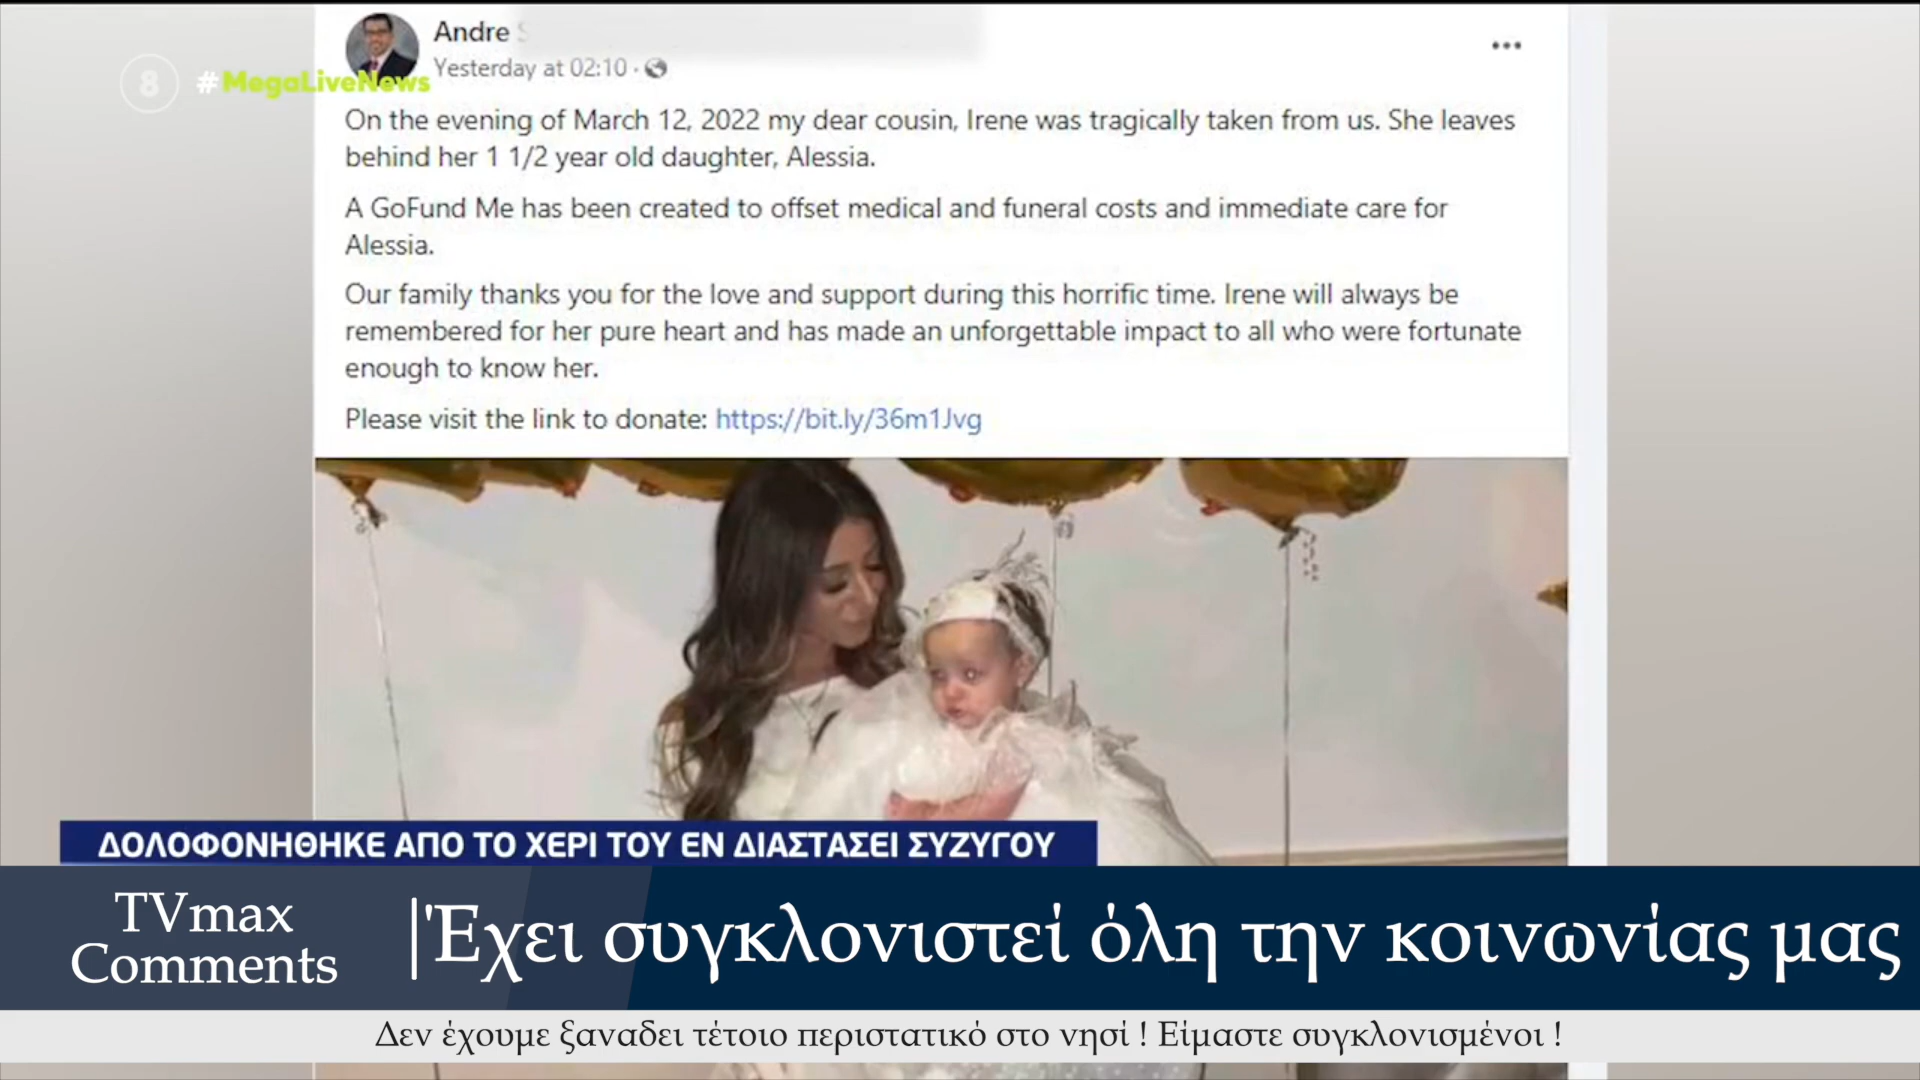 Andre
Yesterday at 02:10 ·
8 #MegaLiveNews
On the evening of March 12, 2022 my dear cousin, Irene was tragically taken from us. She leaves
behind her 1 1/2 year old daughter, Alessia.
A GoFund Me has been created to offset medical and funeral costs and immediate care for
Alessia.
Our family thanks you for the love and support during this horrific time. Irene will always be
remembered for her pure heart and has made an unforgettable impact to all who were fortunate
enough to know her.
Please visit the link to donate: https://bit.ly/36m1Jvg
ΔΟΛΟΦΟΝΗΘΗΚΕ ΑΠΟ ΤΟ ΧΕΡΙ ΤΟΥ ΕΝ ΔΙΑΣΤΑΣΕΙ ΣΥΖΥΓΟΥ
TVmax
Comments
|Έχει συγκλονιστεί όλη την κοινωνίας μας
Δεν έχουμε ξαναδει τέτοιο περιστατικό στο νησί ! Είμαστε συγκλονισμένοι !